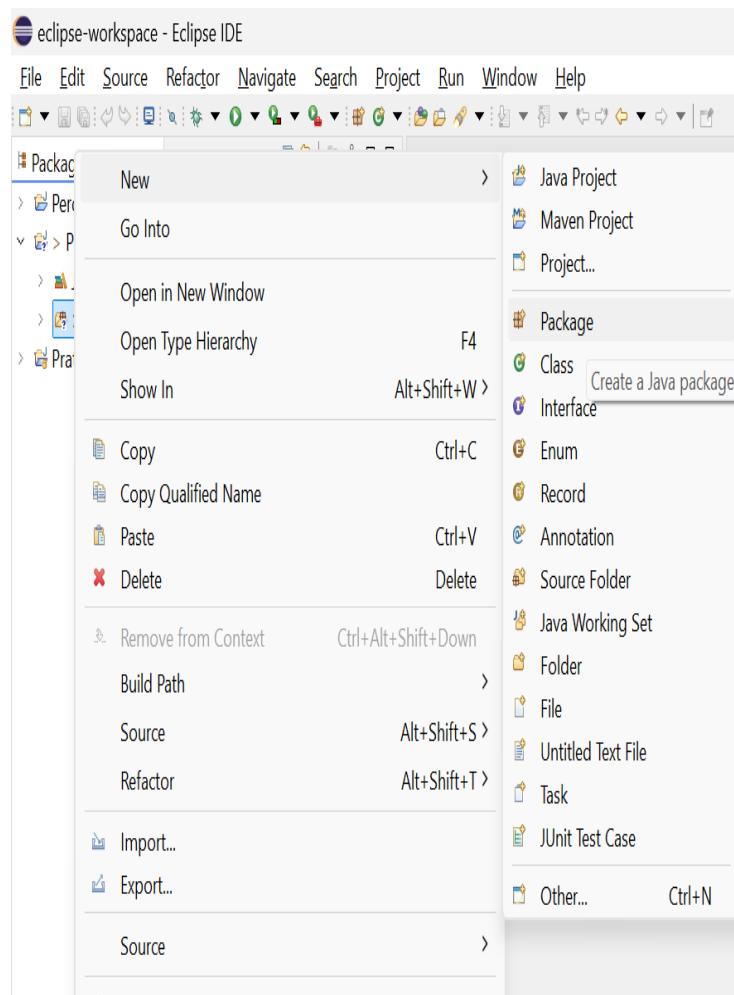 eclipse-workspace - Eclipse IDE
File Edit Source Refactor Navigate Search Project Run Window Help
Packag
New
Go Into
Open in New Window
Open Type Hierarchy F4
Show In Alt+Shift+W
Copy Ctrl+C
Copy Qualified Name
Paste Ctrl+V
Delete Delete
Remove from Context Ctrl+Alt+Shift+Down
Build Path
Source Alt+Shift+S
Refactor Alt+Shift+T
Import...
Export...
Source
Java Project
Maven Project
Project...
Package
Class
Create a Java package
Interface
Enum
Record
Annotation
Source Folder
Java Working Set
Folder
File
Untitled Text File
Task
JUnit Test Case
Other... Ctrl+N